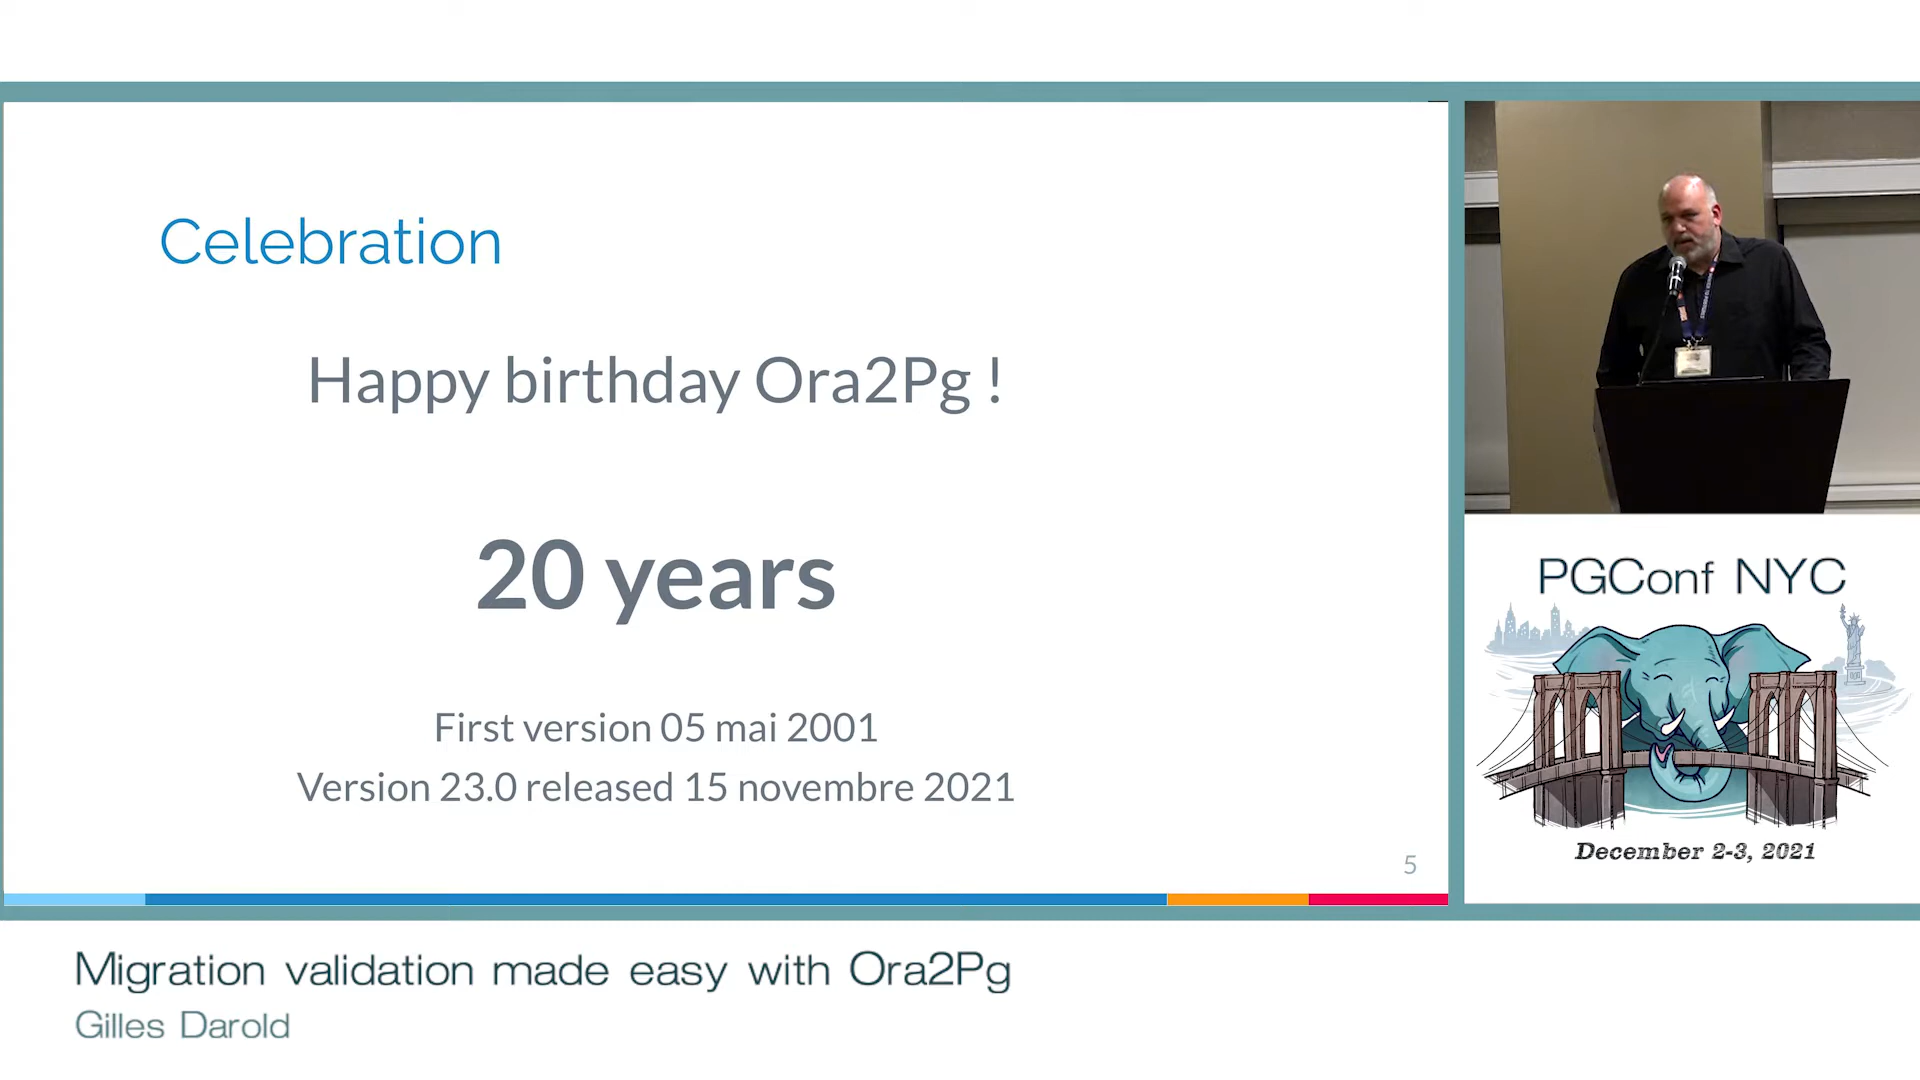 Celebration
Happy birthday Ora2Pg !
20 years
First version 05 mai 2001
Version 23.0 released 15 novembre 2021
5
PGConf NYC
December 2-3, 2021
Migration validation made easy with Ora2Pg
Gilles Darold